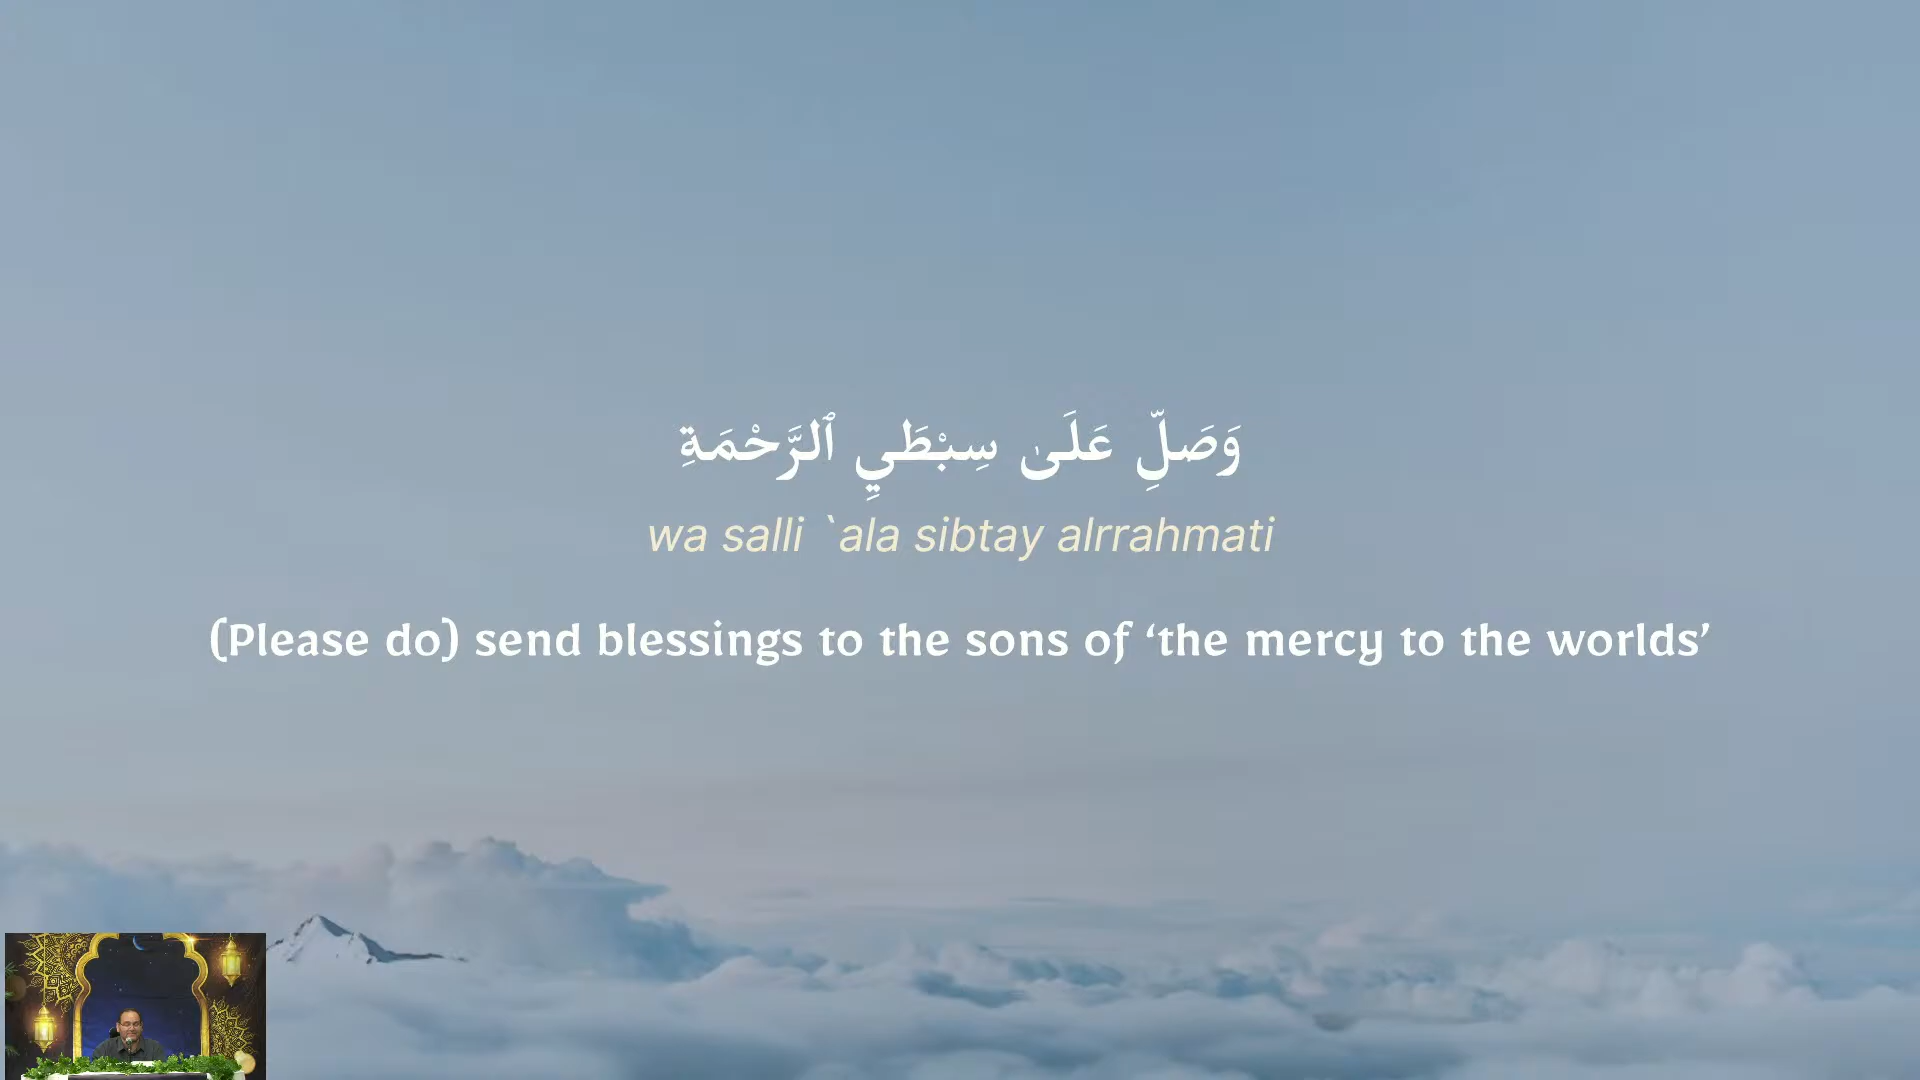 وَصَلِّ عَلَىٰ سِبْطَيِ ٱلرَّحْمَةِ
wa salli `ala sibtay alrrahmati
(Please do) send blessings to the sons of ‘the mercy to the worlds’